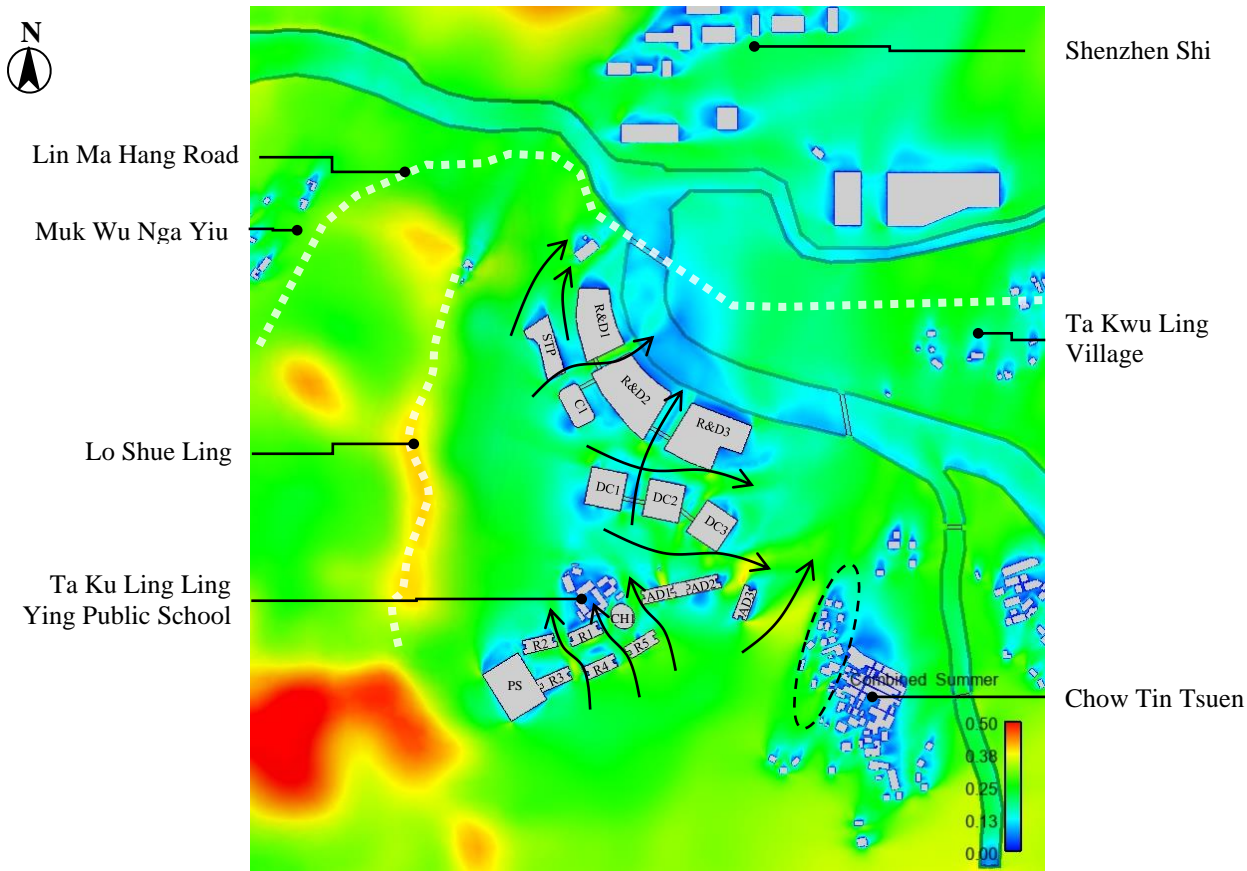 N
Shenzhen Shi
Lin Ma Hang Road
Muk Wu Nga Yiu
R&D1
STP
Ta Kwu Ling
Village
R&D2
C1
R&D3
Lo Shue Ling
DC1
DC2
DC3
Ta Ku Ling Ling
Ying Public School
AD1
AD2
AD3
CH1
R1
R2
R5
R4
R3
PS
Combined Summer
Chow Tin Tsuen
0.50
0.38
0.25
0.13
0.00